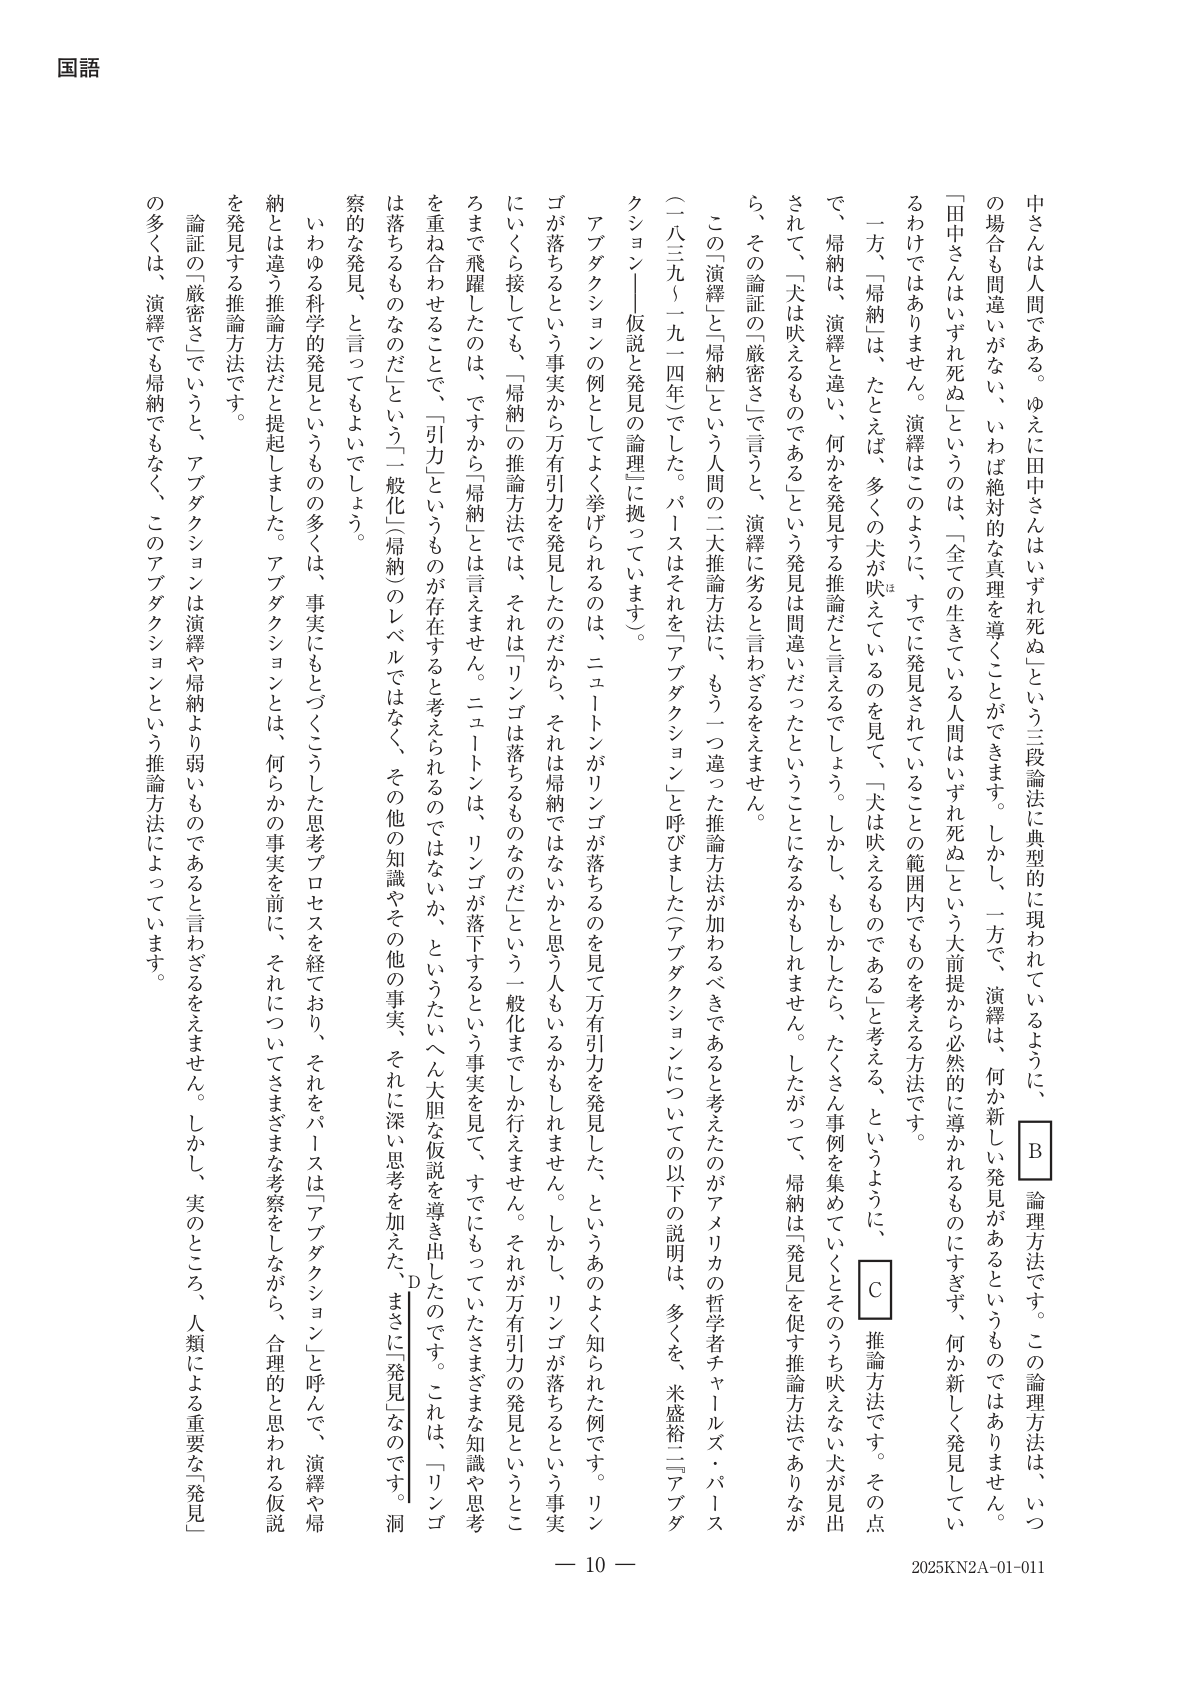 国語
中さんは人間である。ゆえに田中さんはいずれ死ぬ」という三段論法に典型的に現われているように、 B 論理方法です。この論理方法は、いつ
の場合も間違いがない、いわば絶対的な真理を導くことができます。しかし、一方で、演繹は、何か新しい発見があるというものではありません。
「田中さんはいずれ死ぬ」というのは、「全ての生きている人間はいずれ死ぬ」という大前提から必然的に導かれるものにすぎず、何か新しく発見してい
るわけではありません。演繹はこのように、すでに発見されていることの範囲内でものを考える方法です。
一方、「帰納」は、たとえば、多くの犬が吠えているのを見て、「犬は吠えるものである」と考える、というように、 C 推論方法です。その点
ほ
で、帰納は、演繹と違い、何かを発見する推論だと言えるでしょう。しかし、もしかしたら、たくさん事例を集めていくとそのうち吠えない犬が見出
されて、「犬は吠えるものである」という発見は間違いだったということになるかもしれません。したがって、帰納は「発見」を促す推論方法でありなが
ら、その論証の「厳密さ」で言うと、演繹に劣ると言わざるをえません。
この「演繹」と「帰納」という人間の二大推論方法に、もう一つ違った推論方法が加わるべきであると考えたのがアメリカの哲学者チャールズ・パース
(一八三九～一九一四年)でした。パースはそれを「アブダクション」と呼びました(アブダクションについての以下の説明は、多くを、米盛裕二『アブダ
クション――仮説と発見の論理』に拠っています)。
アブダクションの例としてよく挙げられるのは、ニュートンがリンゴが落ちるのを見て万有引力を発見した、というあのよく知られた例です。リン
ゴが落ちるという事実から万有引力を発見したのだから、それは帰納ではないかと思う人もいるかもしれません。しかし、リンゴが落ちるという事実
にいくら接しても、「帰納」の推論方法では、それは「リンゴは落ちるものなのだ」という一般化までしか行えません。それが万有引力の発見というとこ
ろまで飛躍したのは、ですから「帰納」とは言えません。ニュートンは、リンゴが落下するという事実を見て、すでにもっていたさまざまな知識や思考
を重ね合わせることで、「引力」というものが存在すると考えられるのではないか、というたいへん大胆な仮説を導き出したのです。これは、「リンゴ
は落ちるものなのだ」という「一般化」(帰納)のレベルではなく、その他の知識やその他の事実、それに深い思考を加えた、まさに「発見」なのです。洞
D
察的な発見、と言ってもよいでしょう。
いわゆる科学的発見というものの多くは、事実にもとづくこうした思考プロセスを経ており、それをパースは「アブダクション」と呼んで、演繹や帰
納とは違う推論方法だと提起しました。アブダクションとは、何らかの事実を前に、それについてさまざまな考察をしながら、合理的と思われる仮説
を発見する推論方法です。
論証の「厳密さ」でいうと、アブダクションは演繹や帰納より弱いものであると言わざるをえません。しかし、実のところ、人類による重要な「発見」
の多くは、演繹でも帰納でもなく、このアブダクションという推論方法によっています。
― 10 ―
2025KN2A-01-011